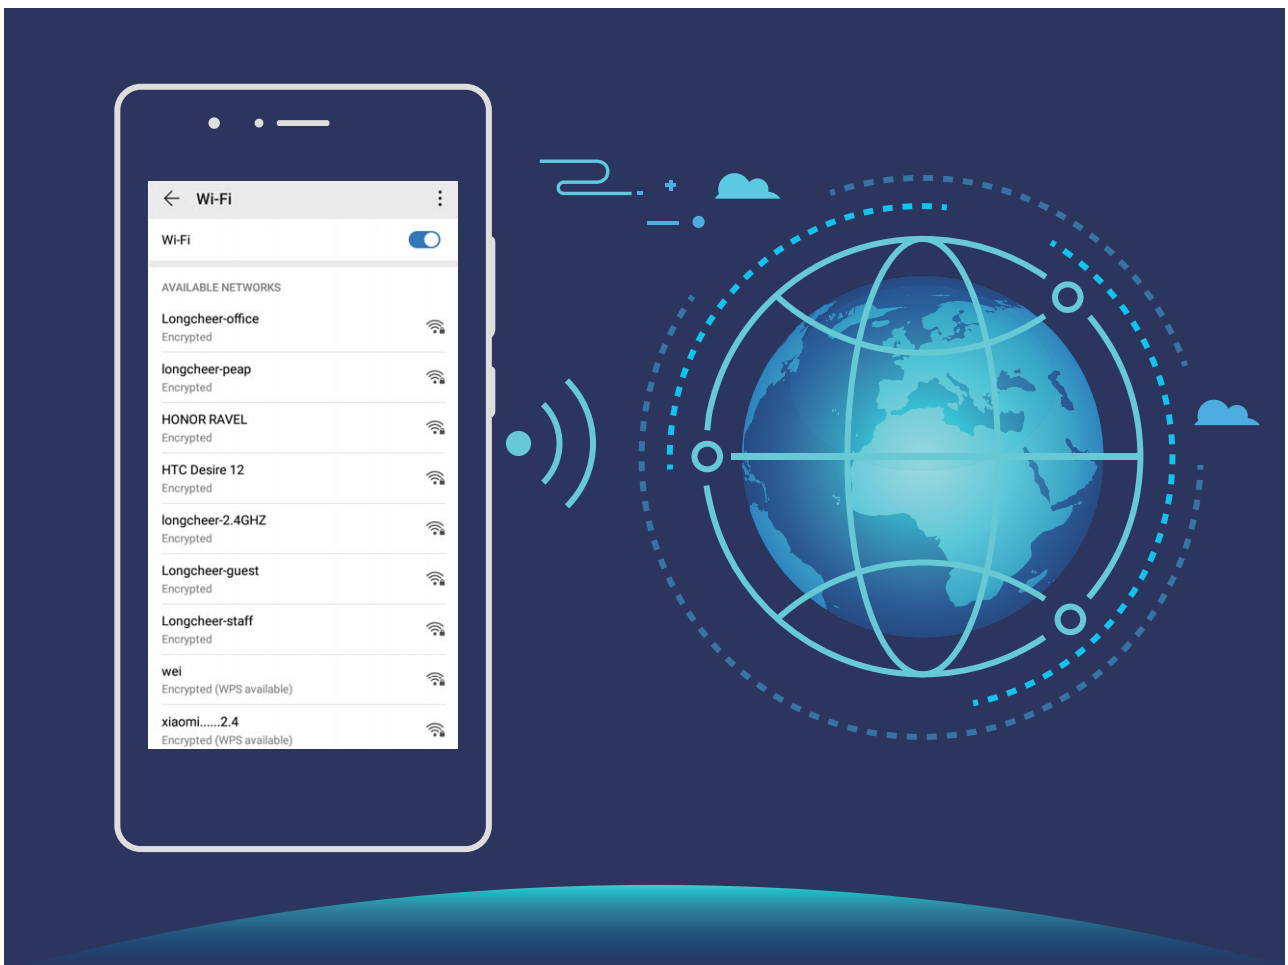 Wi-Fi
Wi-Fi
AVAILABLE NETWORKS
Longcheer-office
Encrypted
longcheer-peap
Encrypted
HONOR RAVEL
Encrypted
HTC Desire 12
Encrypted
longcheer-2.4GHZ
Encrypted
Longcheer-guest
Encrypted
Longcheer-staff
Encrypted
wei
Encrypted (WPS available)
xiaomi......2.4
Encrypted (WPS available)